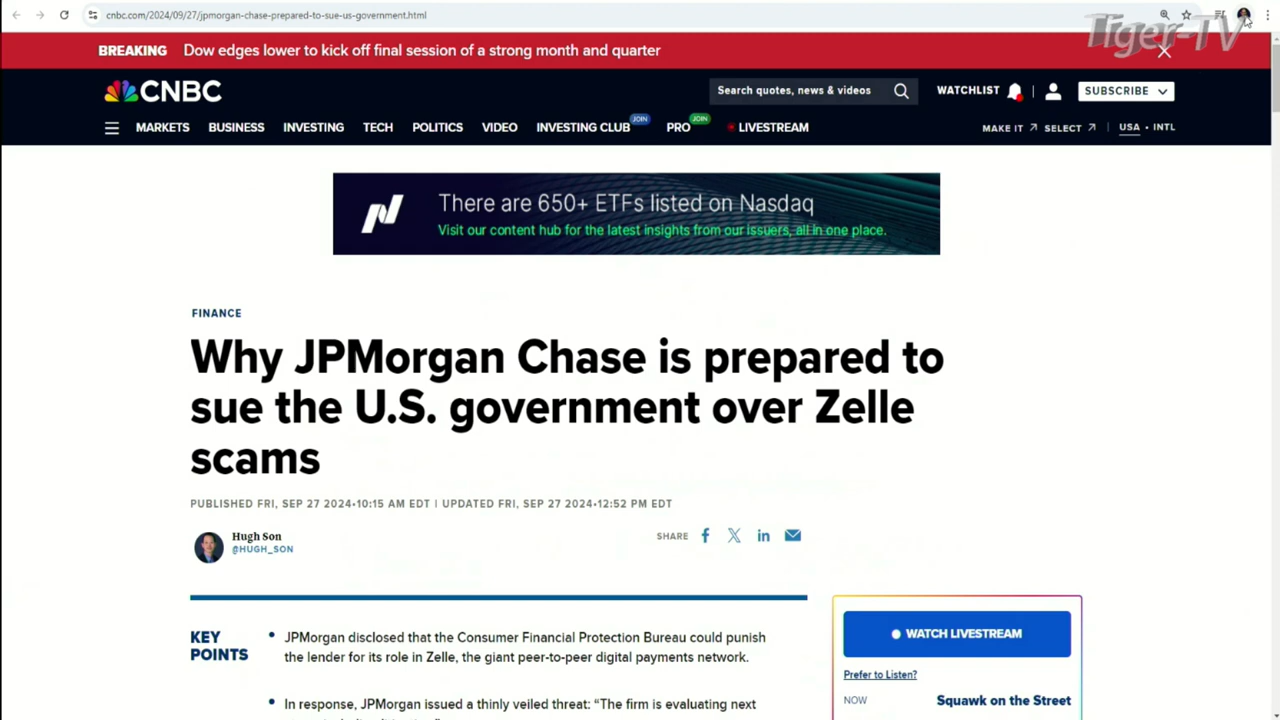 cnbc.com/2024/09/27/jpmorgan-chase-prepared-to-sue-us-government.html
Tiger-TV
BREAKING Dow edges lower to kick off final session of a strong month and quarter
CNBC
Search quotes, news & videos
WATCHLIST
SUBSCRIBE
MARKETS BUSINESS INVESTING TECH POLITICS VIDEO INVESTING CLUB JOIN PRO JOIN LIVESTREAM
MAKE IT SELECT USA • INTL
There are 650+ ETFs listed on Nasdaq
Visit our content hub for the latest insights from our issuers, all in one place.
FINANCE
Why JPMorgan Chase is prepared to
sue the U.S. government over Zelle
scams
PUBLISHED FRI, SEP 27 2024•10:15 AM EDT | UPDATED FRI, SEP 27 2024•12:52 PM EDT
Hugh Son
@HUGH_SON
SHARE
KEY
POINTS
• JPMorgan disclosed that the Consumer Financial Protection Bureau could punish
the lender for its role in Zelle, the giant peer-to-peer digital payments network.
• In response, JPMorgan issued a thinly veiled threat: “The firm is evaluating next
WATCH LIVESTREAM
Prefer to Listen?
NOW Squawk on the Street